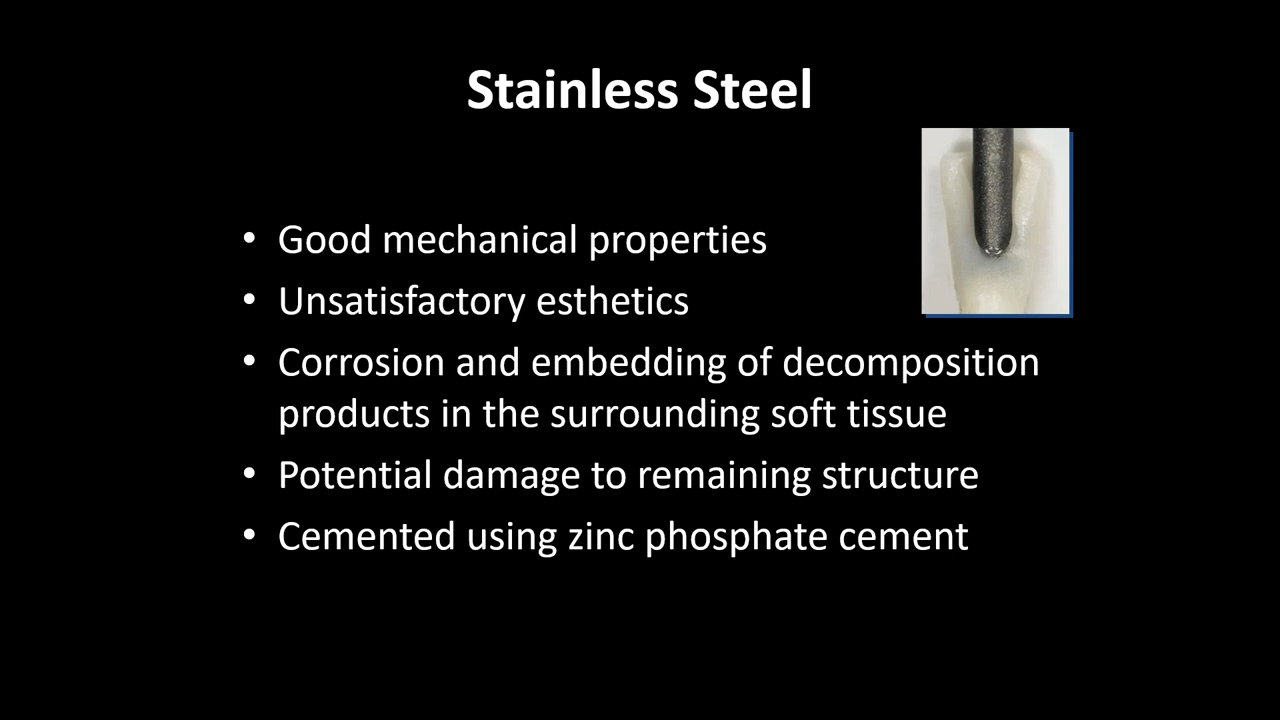 Stainless Steel
• Good mechanical properties
• Unsatisfactory esthetics
• Corrosion and embedding of decomposition
products in the surrounding soft tissue
• Potential damage to remaining structure
• Cemented using zinc phosphate cement